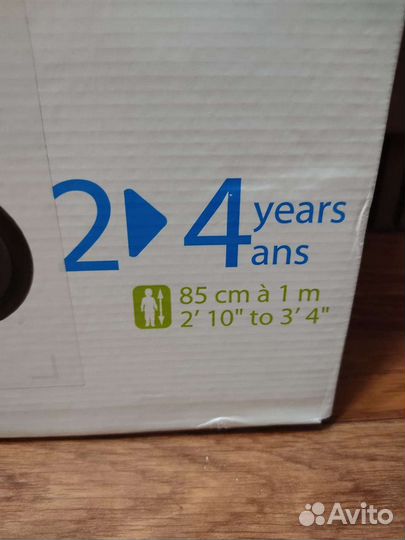 2 4 years
ans
85 cm à 1 m
2' 10" to 3' 4"
Avito